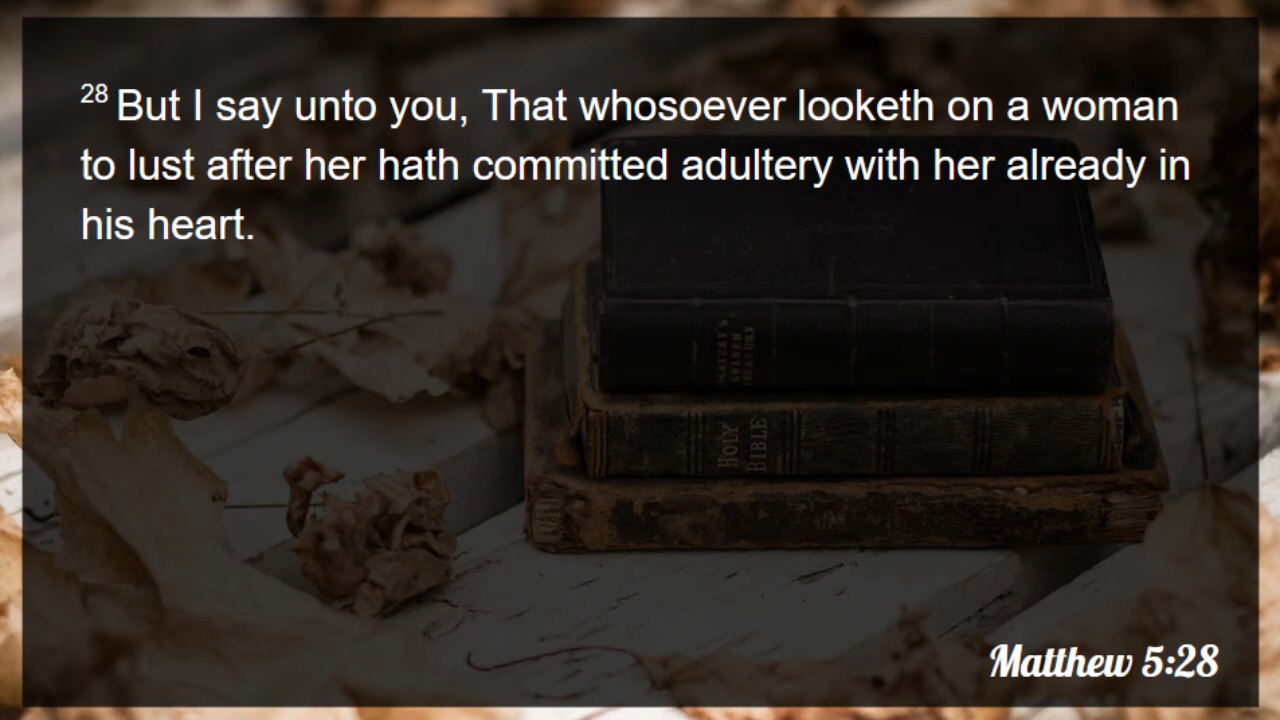 28 But I say unto you, That whosoever looketh on a woman
to lust after her hath committed adultery with her already in
his heart.
HOLY
BIBLE
Matthew 5:28